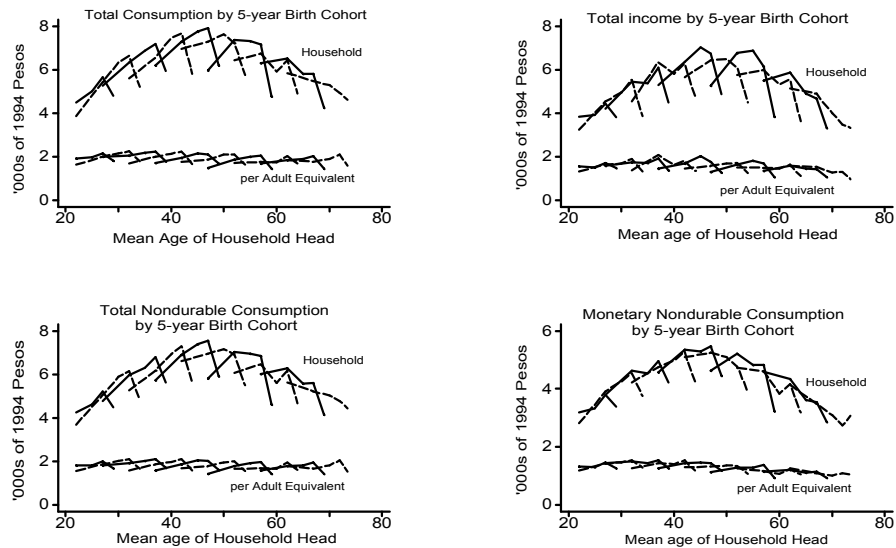 Total Consumption by 5-year Birth Cohort
'000s of 1994 Pesos
8
6
4
2
0
Household
per Adult Equivalent
20
40
60
80
Mean Age of Household Head
Total income by 5-year Birth Cohort
'000s of 1994 Pesos
8
6
4
2
0
Household
per Adult Equivalent
20
40
60
80
Mean age of Household Head
Total Nondurable Consumption
by 5-year Birth Cohort
'000s of 1994 Pesos
8
6
4
2
0
Household
per Adult Equivalent
20
40
60
80
Mean age of Household Head
Monetary Nondurable Consumption
by 5-year Birth Cohort
'000s of 1994 Pesos
6
4
2
0
Household
per Adult Equivalent
20
40
60
80
Mean age of Household Head